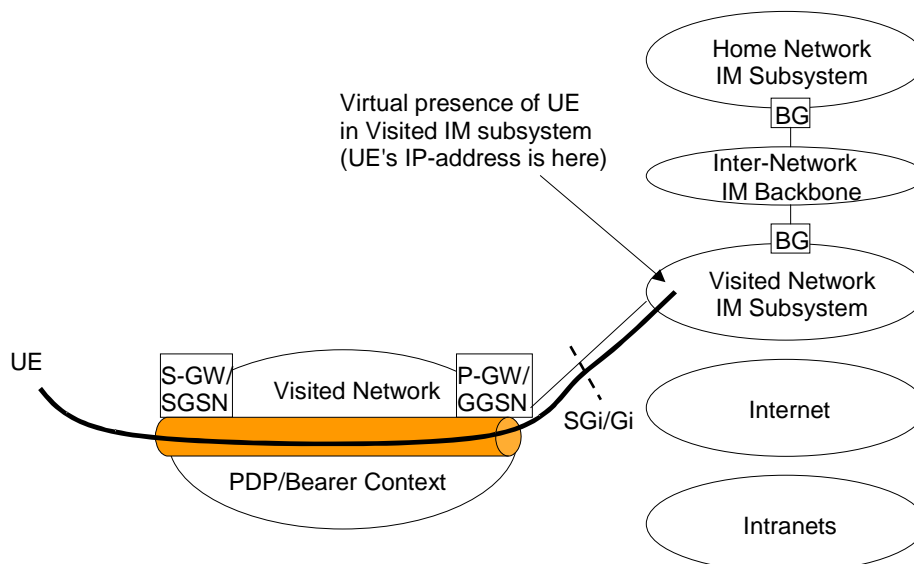 Home Network
IM Subsystem
BG
Virtual presence of UE
in Visited IM subsystem
(UE's IP-address is here)
Inter-Network
IM Backbone
BG
Visited Network
IM Subsystem
UE
S-GW/
SGSN
Visited Network
P-GW/
GGSN
SGi/Gi
Internet
PDP/Bearer Context
Intranets